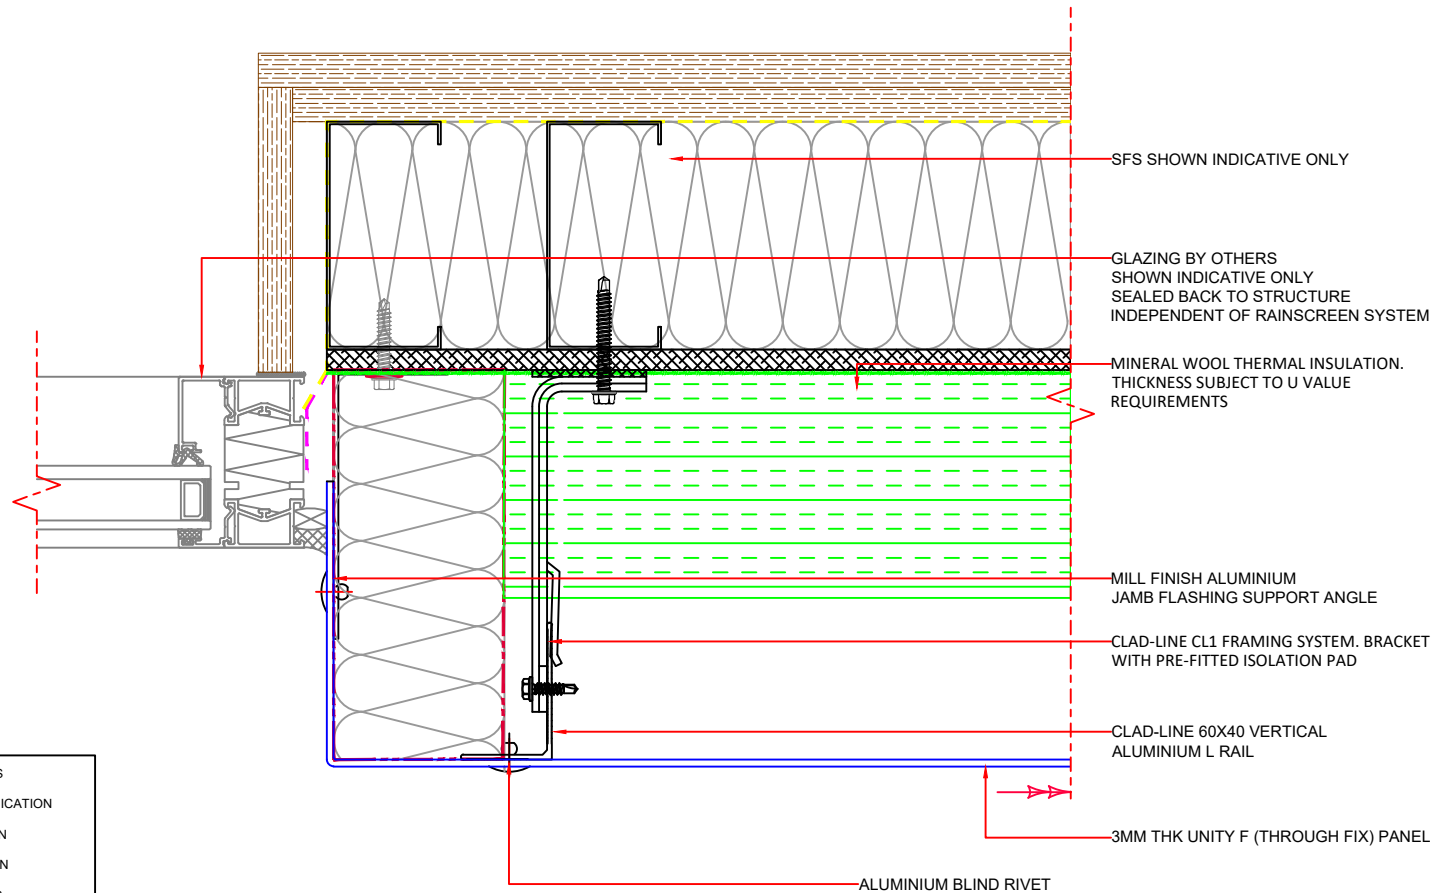 SFS SHOWN INDICATIVE ONLY
GLAZING BY OTHERS
SHOWN INDICATIVE ONLY
SEALED BACK TO STRUCTURE
INDEPENDENT OF RAINSCREEN SYSTEM
MINERAL WOOL THERMAL INSULATION.
THICKNESS SUBJECT TO U VALUE
REQUIREMENTS
MILL FINISH ALUMINIUM
JAMB FLASHING SUPPORT ANGLE
CLAD-LINE CL1 FRAMING SYSTEM. BRACKET
WITH PRE-FITTED ISOLATION PAD
CLAD-LINE 60X40 VERTICAL
ALUMINIUM L RAIL
3MM THK UNITY F (THROUGH FIX) PANEL
ALUMINIUM BLIND RIVET